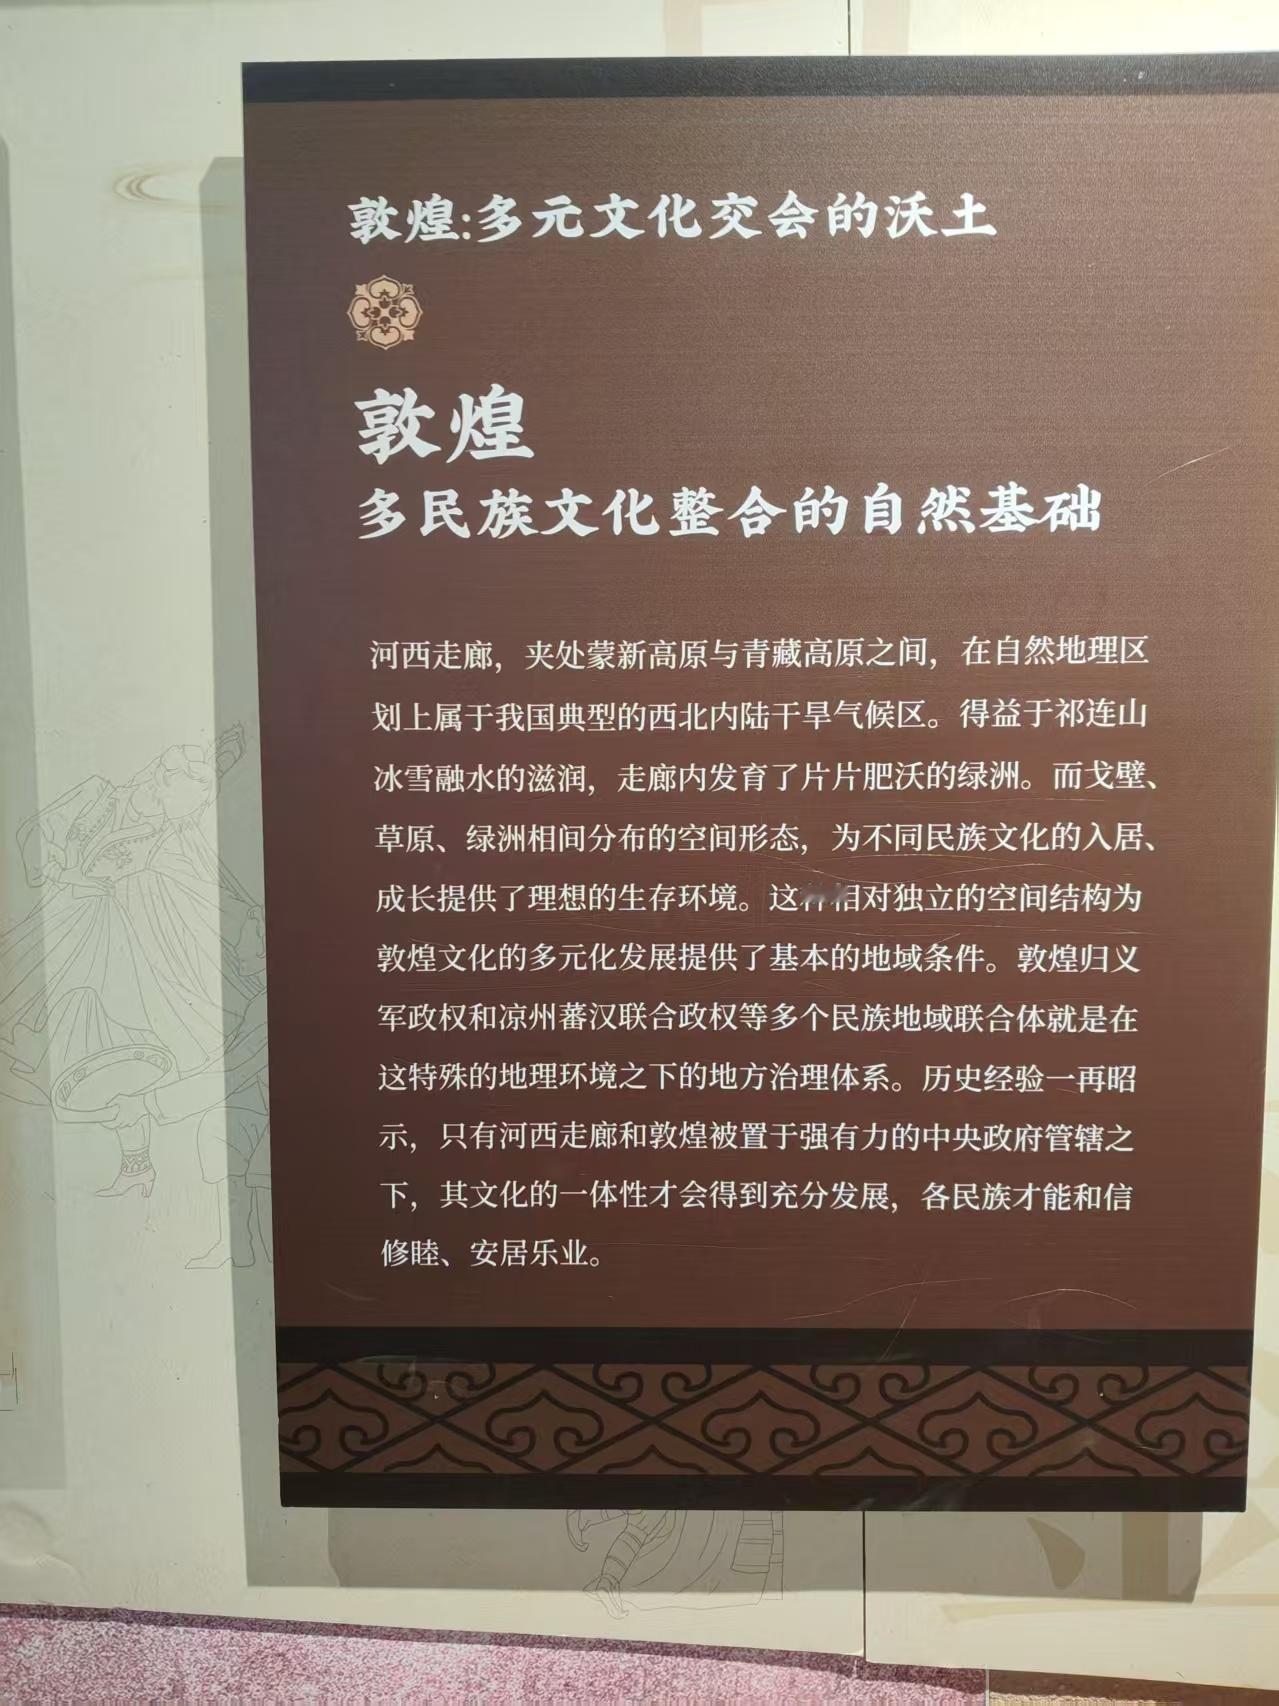 敦煌:多元文化交会的沃土
敦煌
多民族文化整合的自然基础
河西走廊，夹处蒙新高原与青藏高原之间，在自然地理区
划上属于我国典型的西北内陆干旱气候区。得益于祁连山
冰雪融水的滋润，走廊内发育了片片肥沃的绿洲。而戈壁、
草原、绿洲相间分布的空间形态，为不同民族文化的入居、
成长提供了理想的生存环境。这种相对独立的空间结构为
敦煌文化的多元化发展提供了基本的地域条件。敦煌归义
军政权和凉州蕃汉联合政权等多个民族地域联合体就是在
这特殊的地理环境之下的地方治理体系。历史经验一再昭
示，只有河西走廊和敦煌被置于强有力的中央政府管辖之
下，其文化的一体性才会得到充分发展，各民族才能和信
修睦、安居乐业。